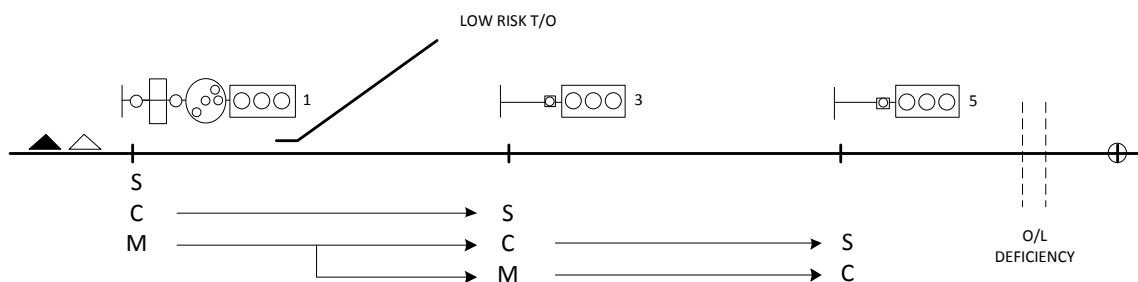 LOW RISK T/O
1
3
5
S
C S
M C S
M C
O/L
DEFICIENCY